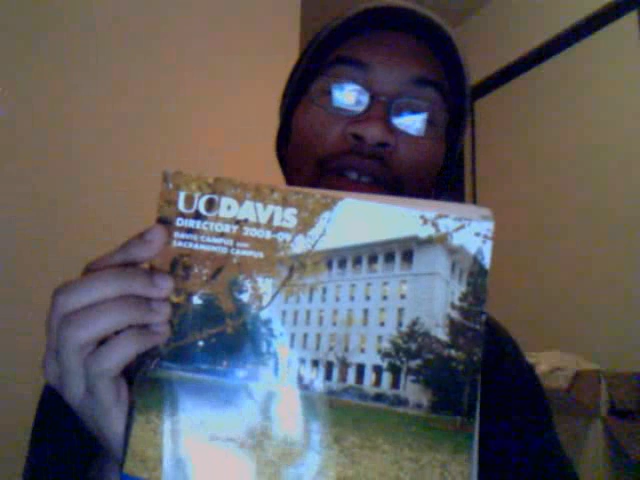 UCDAVIS
DIRECTORY 2008-09
DAVIS CAMPUS AND
SACRAMENTO CAMPUS